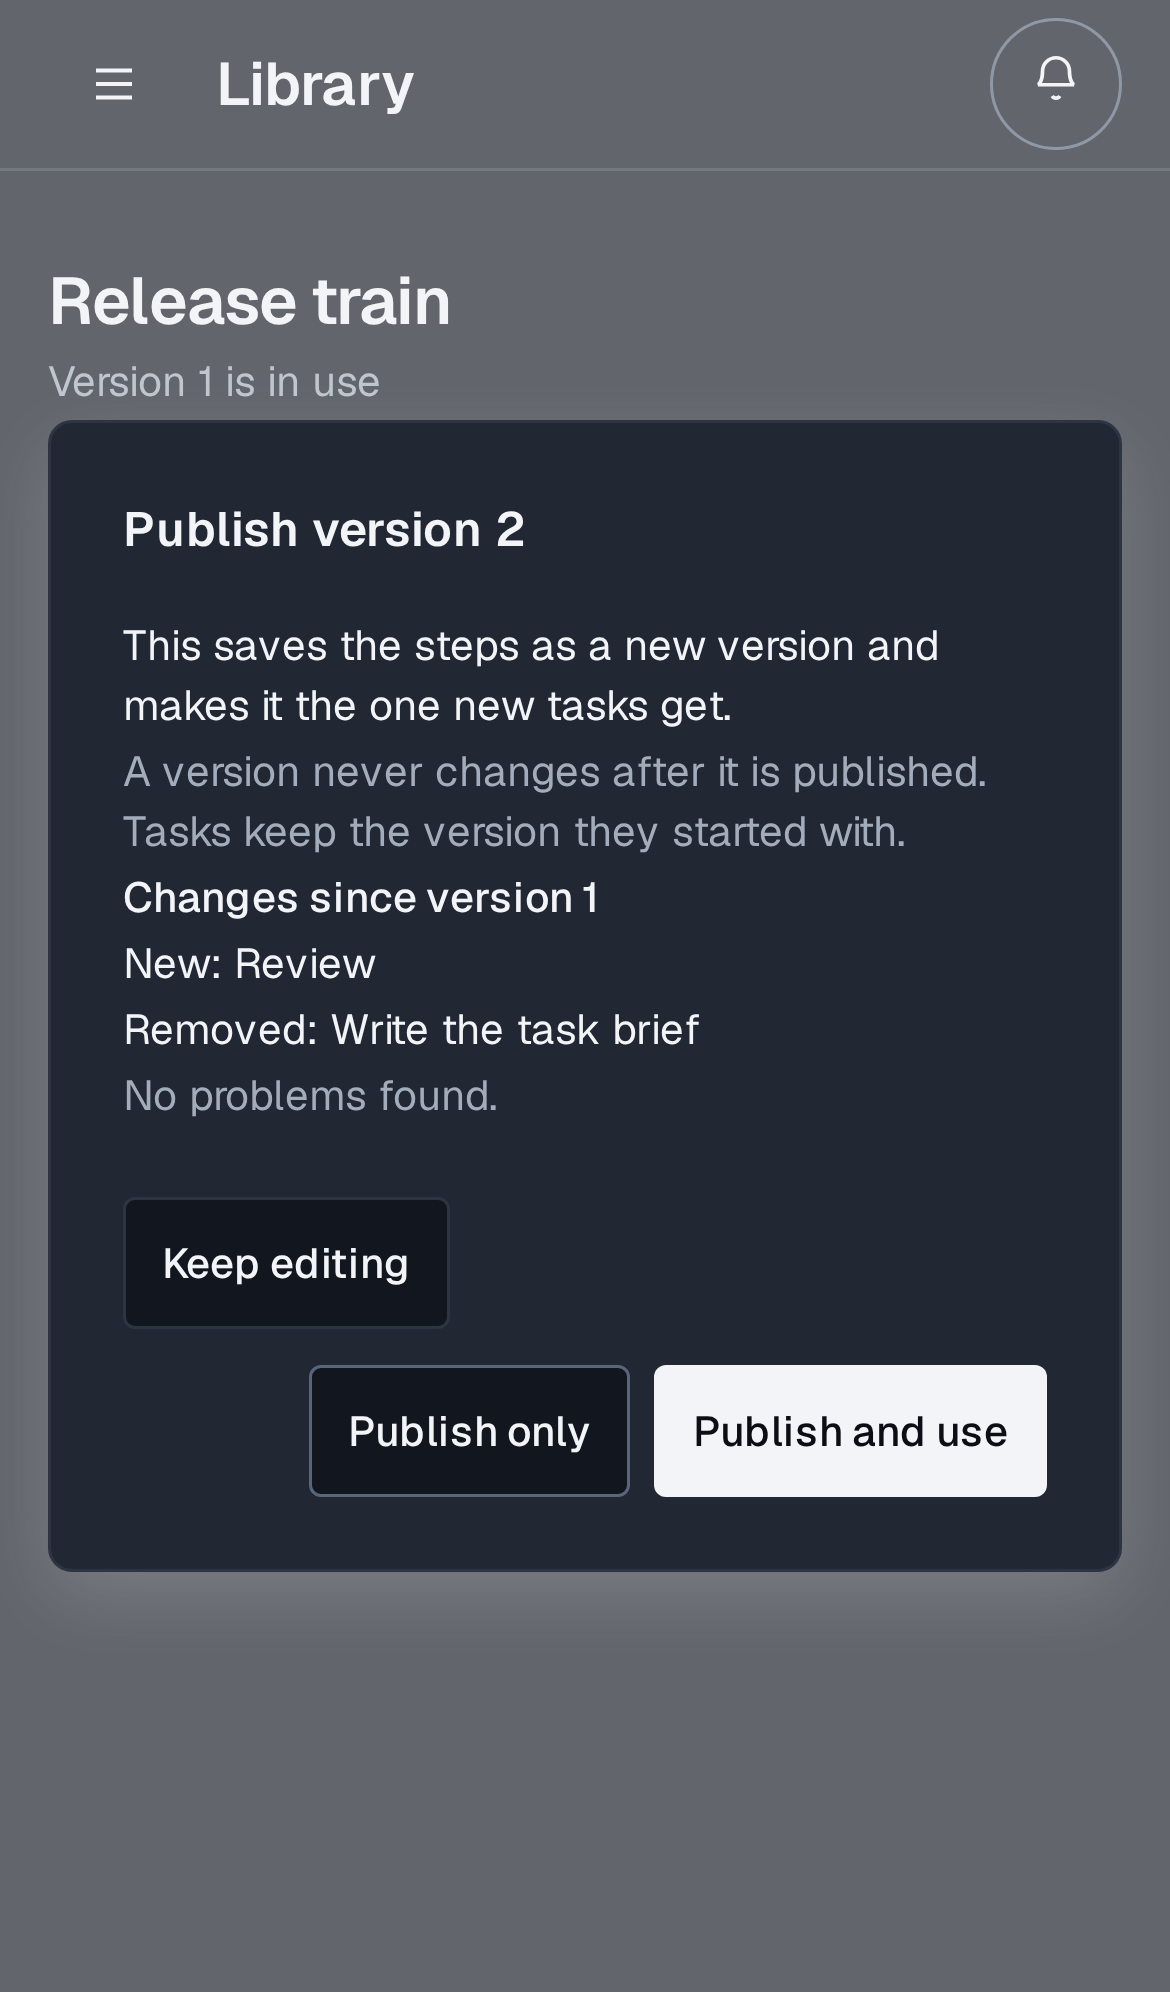 Library
Release train
Version 1 is in use
Publish version 2
This saves the steps as a new version and
makes it the one new tasks get.
A version never changes after it is published.
Tasks keep the version they started with.
Changes since version 1
New: Review
Removed: Write the task brief
No problems found.
Keep editing
Publish only
Publish and use